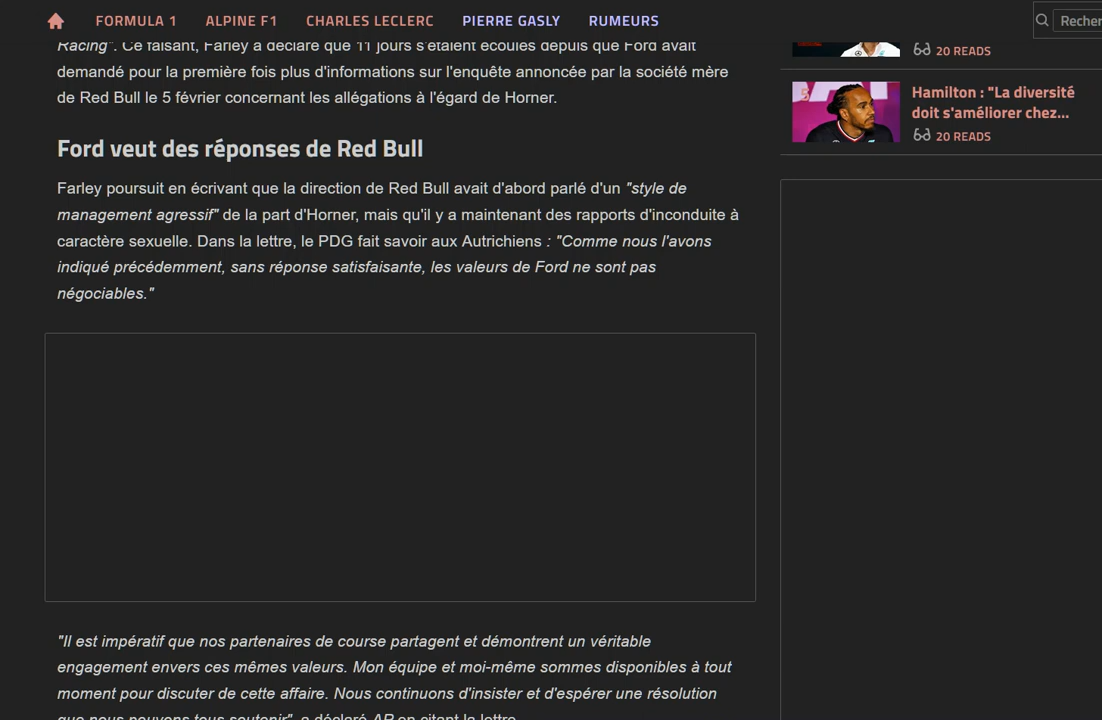 FORMULA 1 ALPINE F1 CHARLES LECLERC PIERRE GASLY RUMEURS
Recher
Racing". Ce faisant, Farley a déclaré que 11 jours s'étaient écoulés depuis que Ford avait
demandé pour la première fois plus d'informations sur l'enquête annoncée par la société mère
de Red Bull le 5 février concernant les allégations à l'égard de Horner.
Ford veut des réponses de Red Bull
Farley poursuit en écrivant que la direction de Red Bull avait d'abord parlé d'un "style de
management agressif" de la part d'Horner, mais qu'il y a maintenant des rapports d'inconduite à
caractère sexuelle. Dans la lettre, le PDG fait savoir aux Autrichiens : "Comme nous l'avons
indiqué précédemment, sans réponse satisfaisante, les valeurs de Ford ne sont pas
négociables."
"Il est impératif que nos partenaires de course partagent et démontrent un véritable
engagement envers ces mêmes valeurs. Mon équipe et moi-même sommes disponibles à tout
moment pour discuter de cette affaire. Nous continuons d'insister et d'espérer une résolution
que nous pouvons tous soutenir", a déclaré AP en citant la lettre.
20 READS
Hamilton : "La diversité
doit s'améliorer chez...
20 READS